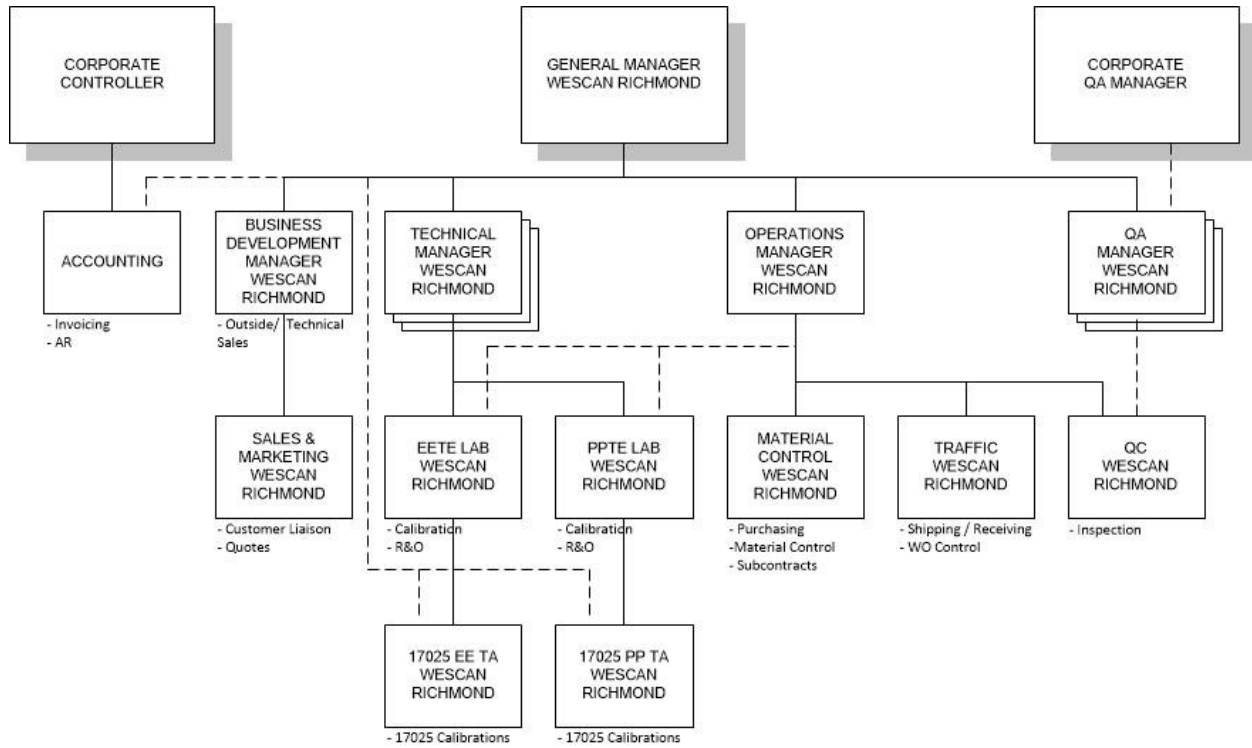 CORPORATE
CONTROLLER
GENERAL MANAGER
WESCAN RICHMOND
CORPORATE
QA MANAGER
ACCOUNTING
- Invoicing
- AR
BUSINESS
DEVELOPMENT
MANAGER
WESCAN
RICHMOND
- Outside/ Technical
Sales
TECHNICAL
MANAGER
WESCAN
RICHMOND
OPERATIONS
MANAGER
WESCAN
RICHMOND
QA
MANAGER
WESCAN
RICHMOND
SALES &
MARKETING
WESCAN
RICHMOND
- Customer Liaison
- Quotes
EETE LAB
WESCAN
RICHMOND
- Calibration
- R&O
PPTE LAB
WESCAN
RICHMOND
- Calibration
- R&O
MATERIAL
CONTROL
WESCAN
RICHMOND
- Purchasing
-Material Control
- Subcontracts
TRAFFIC
WESCAN
RICHMOND
- Shipping / Receiving
- WO Control
QC
WESCAN
RICHMOND
- Inspection
17025 EE TA
WESCAN
RICHMOND
- 17025 Calibrations
17025 PP TA
WESCAN
RICHMOND
- 17025 Calibrations